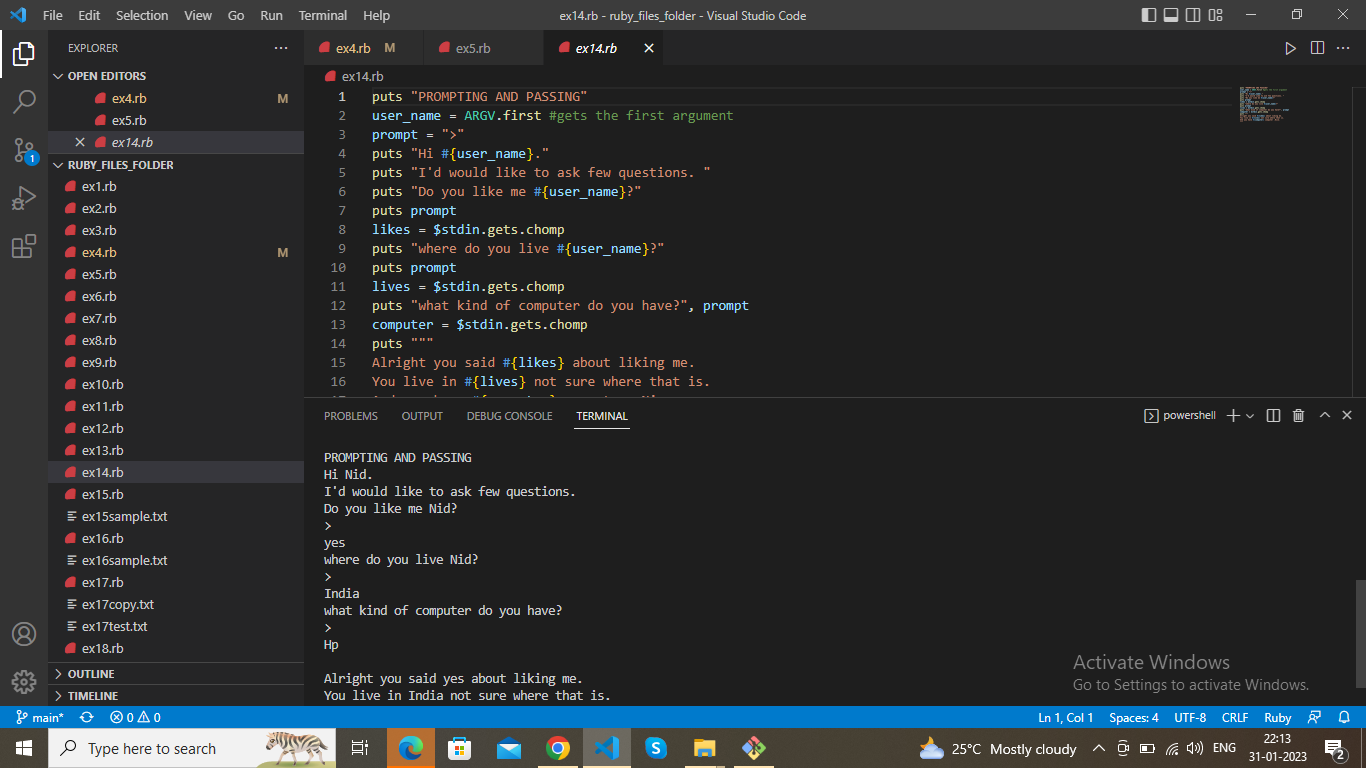 File Edit Selection View Go Run Terminal Help ex14.rb - ruby_files_folder - Visual Studio Code
EXPLORER
OPEN EDITORS
ex4.rb M
ex5.rb
ex14.rb
RUBY_FILES_FOLDER
ex1.rb
ex2.rb
ex3.rb
ex4.rb M
ex5.rb
ex6.rb
ex7.rb
ex8.rb
ex9.rb
ex10.rb
ex11.rb
ex12.rb
ex13.rb
ex14.rb
ex15.rb
ex15sample.txt
ex16.rb
ex16sample.txt
ex17.rb
ex17copy.txt
ex17test.txt
ex18.rb
OUTLINE
TIMELINE
1
ex4.rb M ex5.rb ex14.rb
ex14.rb
1 puts "PROMPTING AND PASSING"
2 user_name = ARGV.first #gets the first argument
3 prompt = ">"
4 puts "Hi #{user_name}."
5 puts "I'd would like to ask few questions. "
6 puts "Do you like me #{user_name}?"
7 puts prompt
8 likes = $stdin.gets.chomp
9 puts "where do you live #{user_name}?"
10 puts prompt
11 lives = $stdin.gets.chomp
12 puts "what kind of computer do you have?", prompt
13 computer = $stdin.gets.chomp
14 puts """
15 Alright you said #{likes} about liking me.
16 You live in #{lives} not sure where that is.
PROBLEMS OUTPUT DEBUG CONSOLE TERMINAL powershell
PROMPTING AND PASSING
Hi Nid.
I'd would like to ask few questions.
Do you like me Nid?
>
yes
where do you live Nid?
>
India
what kind of computer do you have?
>
Hp
Alright you said yes about liking me.
You live in India not sure where that is.
Activate Windows
Go to Settings to activate Windows.
main* 0 0 Ln 1, Col 1 Spaces: 4 UTF-8 CRLF Ruby
Type here to search 25°C Mostly cloudy ENG 22:13
31-01-2023 2